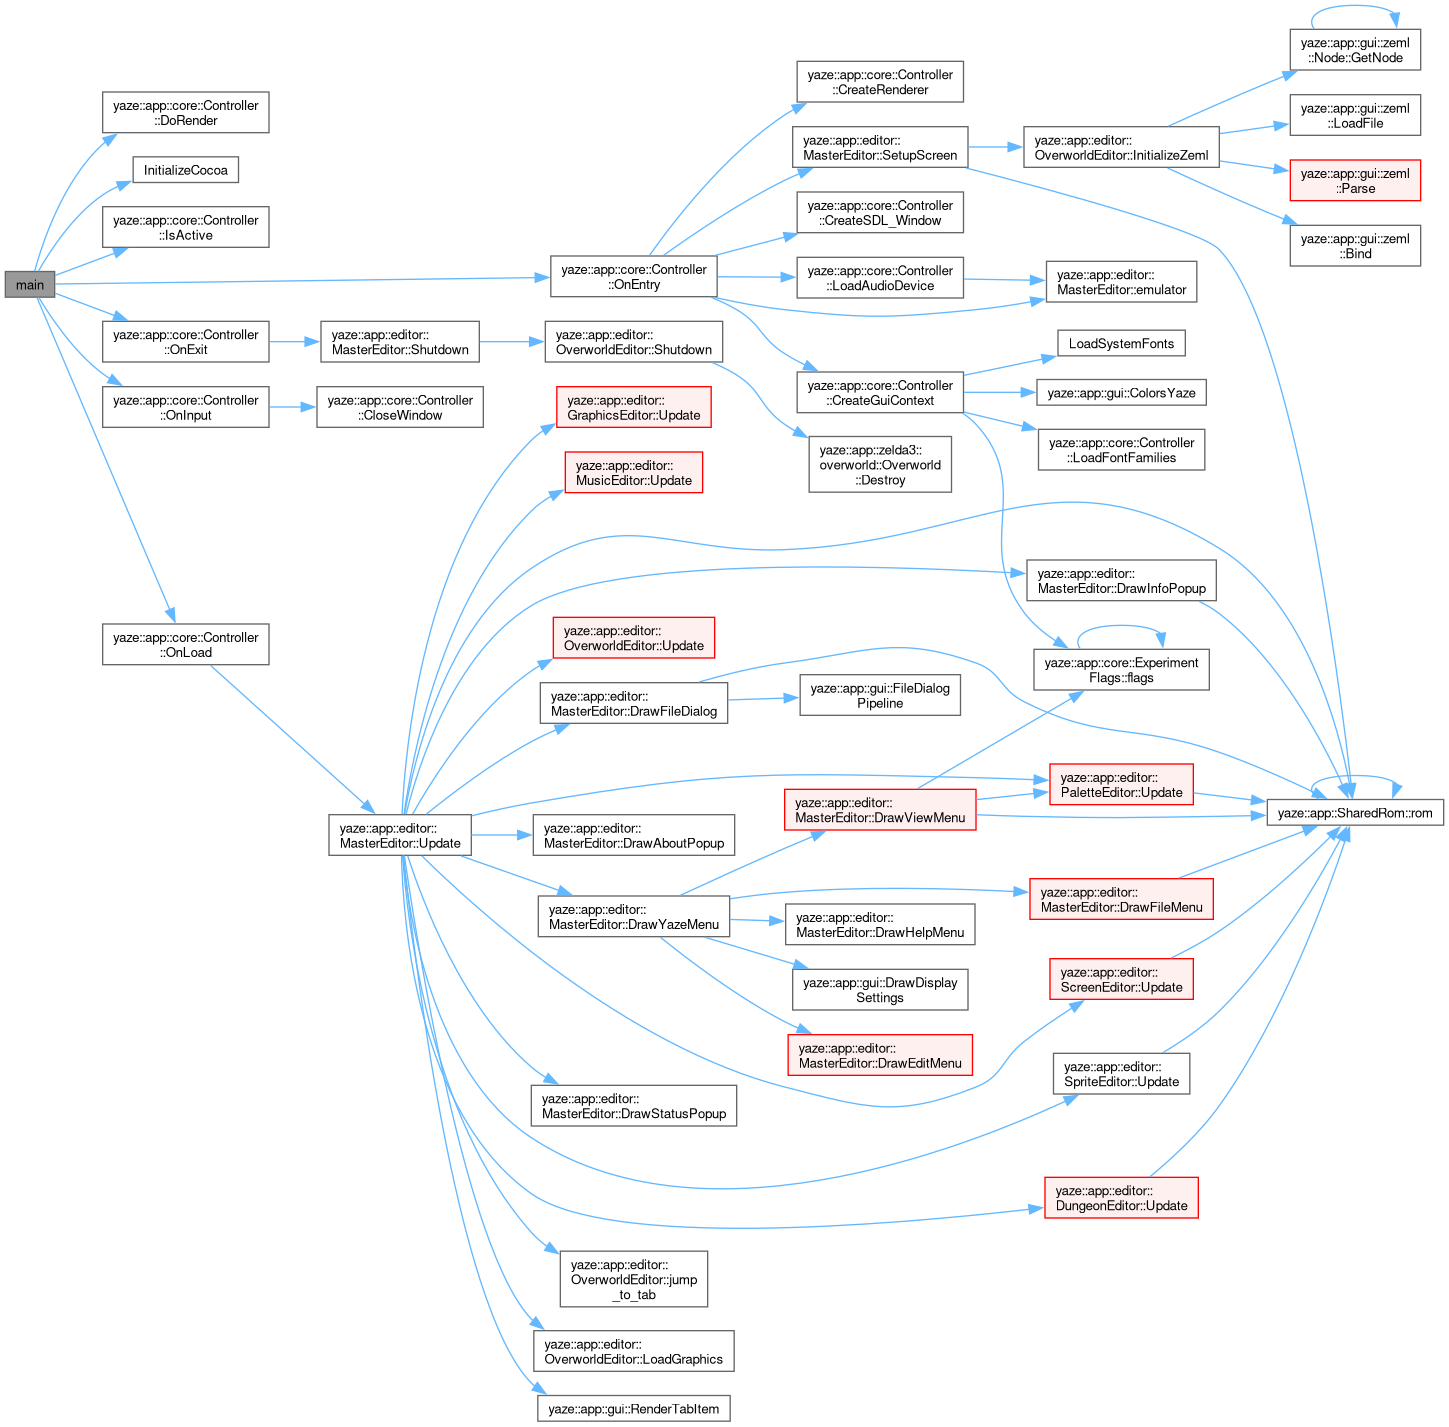 yaze::app::gui::zeml
::Node::GetNode
yaze::app::core::Controller
::CreateRenderer
yaze::app::core::Controller
::DoRender
yaze::app::gui::zeml
::LoadFile
yaze::app::editor::
MasterEditor::SetupScreen
yaze::app::editor::
OverworldEditor::InitializeZeml
InitializeCocoa
yaze::app::gui::zeml
::Parse
yaze::app::core::Controller
::IsActive
yaze::app::core::Controller
::CreateSDL_Window
yaze::app::gui::zeml
::Bind
main
yaze::app::core::Controller
::OnEntry
yaze::app::core::Controller
::LoadAudioDevice
yaze::app::editor::
MasterEditor::emulator
yaze::app::core::Controller
::OnExit
yaze::app::editor::
MasterEditor::Shutdown
yaze::app::editor::
OverworldEditor::Shutdown
LoadSystemFonts
yaze::app::core::Controller
::CreateGuiContext
yaze::app::gui::ColorsYaze
yaze::app::core::Controller
::OnInput
yaze::app::core::Controller
::CloseWindow
yaze::app::editor::
GraphicsEditor::Update
yaze::app::core::Controller
::LoadFontFamilies
yaze::app::zelda3::
overworld::Overworld
::Destroy
yaze::app::editor::
MusicEditor::Update
yaze::app::editor::
MasterEditor::DrawInfoPopup
yaze::app::core::Controller
::OnLoad
yaze::app::editor::
OverworldEditor::Update
yaze::app::core::Experiment
Flags::flags
yaze::app::editor::
MasterEditor::DrawFileDialog
yaze::app::gui::FileDialog
Pipeline
yaze::app::editor::
PaletteEditor::Update
yaze::app::editor::
MasterEditor::DrawViewMenu
yaze::app::SharedRom::rom
yaze::app::editor::
MasterEditor::Update
yaze::app::editor::
MasterEditor::DrawAboutPopup
yaze::app::editor::
MasterEditor::DrawFileMenu
yaze::app::editor::
MasterEditor::DrawYazeMenu
yaze::app::editor::
MasterEditor::DrawHelpMenu
yaze::app::editor::
ScreenEditor::Update
yaze::app::gui::DrawDisplay
Settings
yaze::app::editor::
MasterEditor::DrawEditMenu
yaze::app::editor::
SpriteEditor::Update
yaze::app::editor::
MasterEditor::DrawStatusPopup
yaze::app::editor::
DungeonEditor::Update
yaze::app::editor::
OverworldEditor::jump
_to_tab
yaze::app::editor::
OverworldEditor::LoadGraphics
yaze::app::gui::RenderTabItem